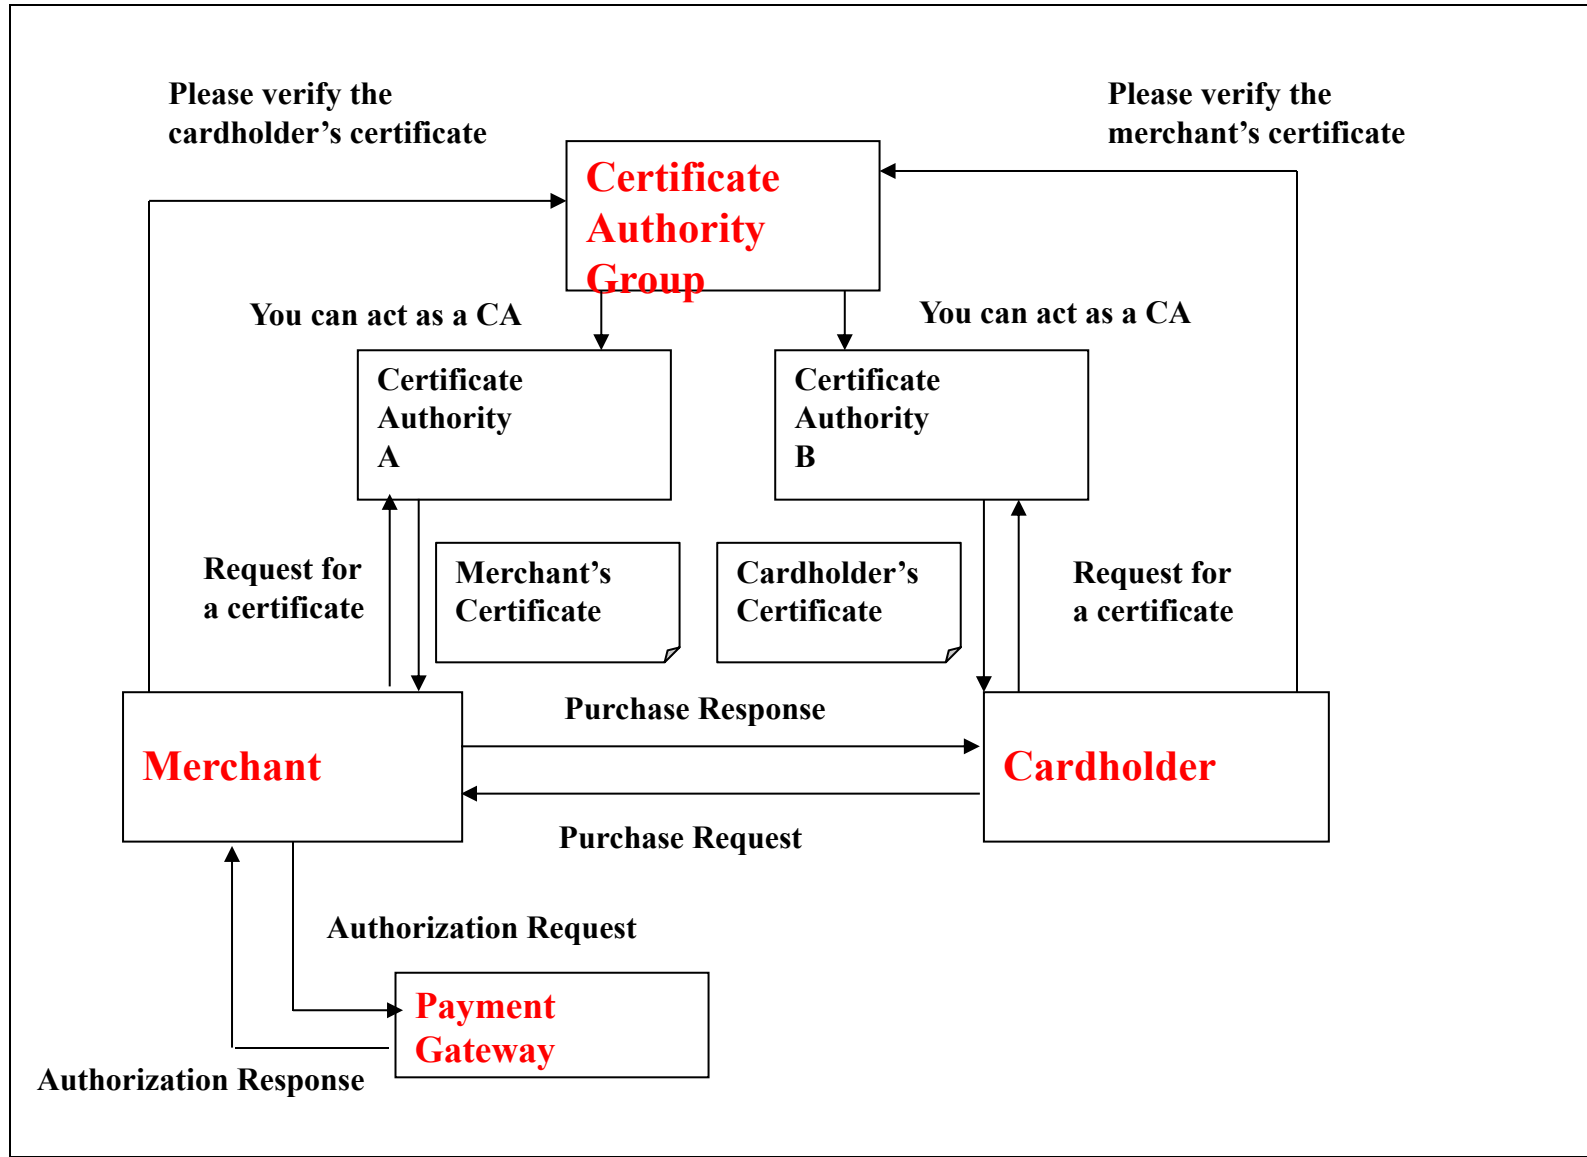 Please verify the
cardholder’s certificate
Please verify the
merchant’s certificate
Certificate
Authority
Group
You can act as a CA
You can act as a CA
Certificate
Authority
A
Certificate
Authority
B
Request for
a certificate
Merchant’s
Certificate
Cardholder’s
Certificate
Request for
a certificate
Purchase Response
Merchant
Cardholder
Purchase Request
Authorization Request
Payment
Gateway
Authorization Response